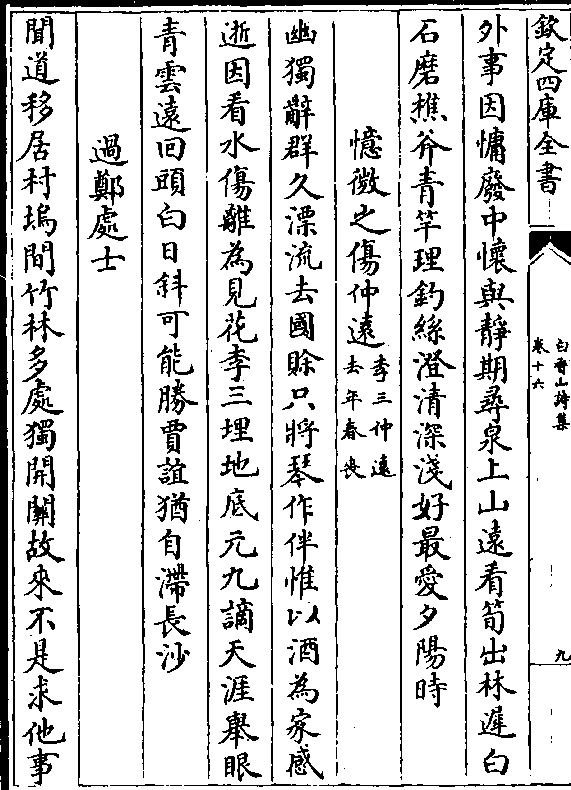 欽定四庫全書
白香山詩集
卷十六
九
外事因慵廢中懷與靜期尋泉上山遠看筍出林遲白
石磨樵斧青竿理釣絲澄清深淺好最愛夕陽時
憶微之傷仲遠李三仲遠去年春喪
幽獨辭群久漂流去國賒只將琴作伴惟以酒為家感
逝因看水傷離為見花李三埋地底元九謫天涯舉眼
青雲遠回頭白日斜可能勝賈誼猶自滯長沙
過鄭處士
聞道移居村塢間竹林多處獨開關故來不是求他事